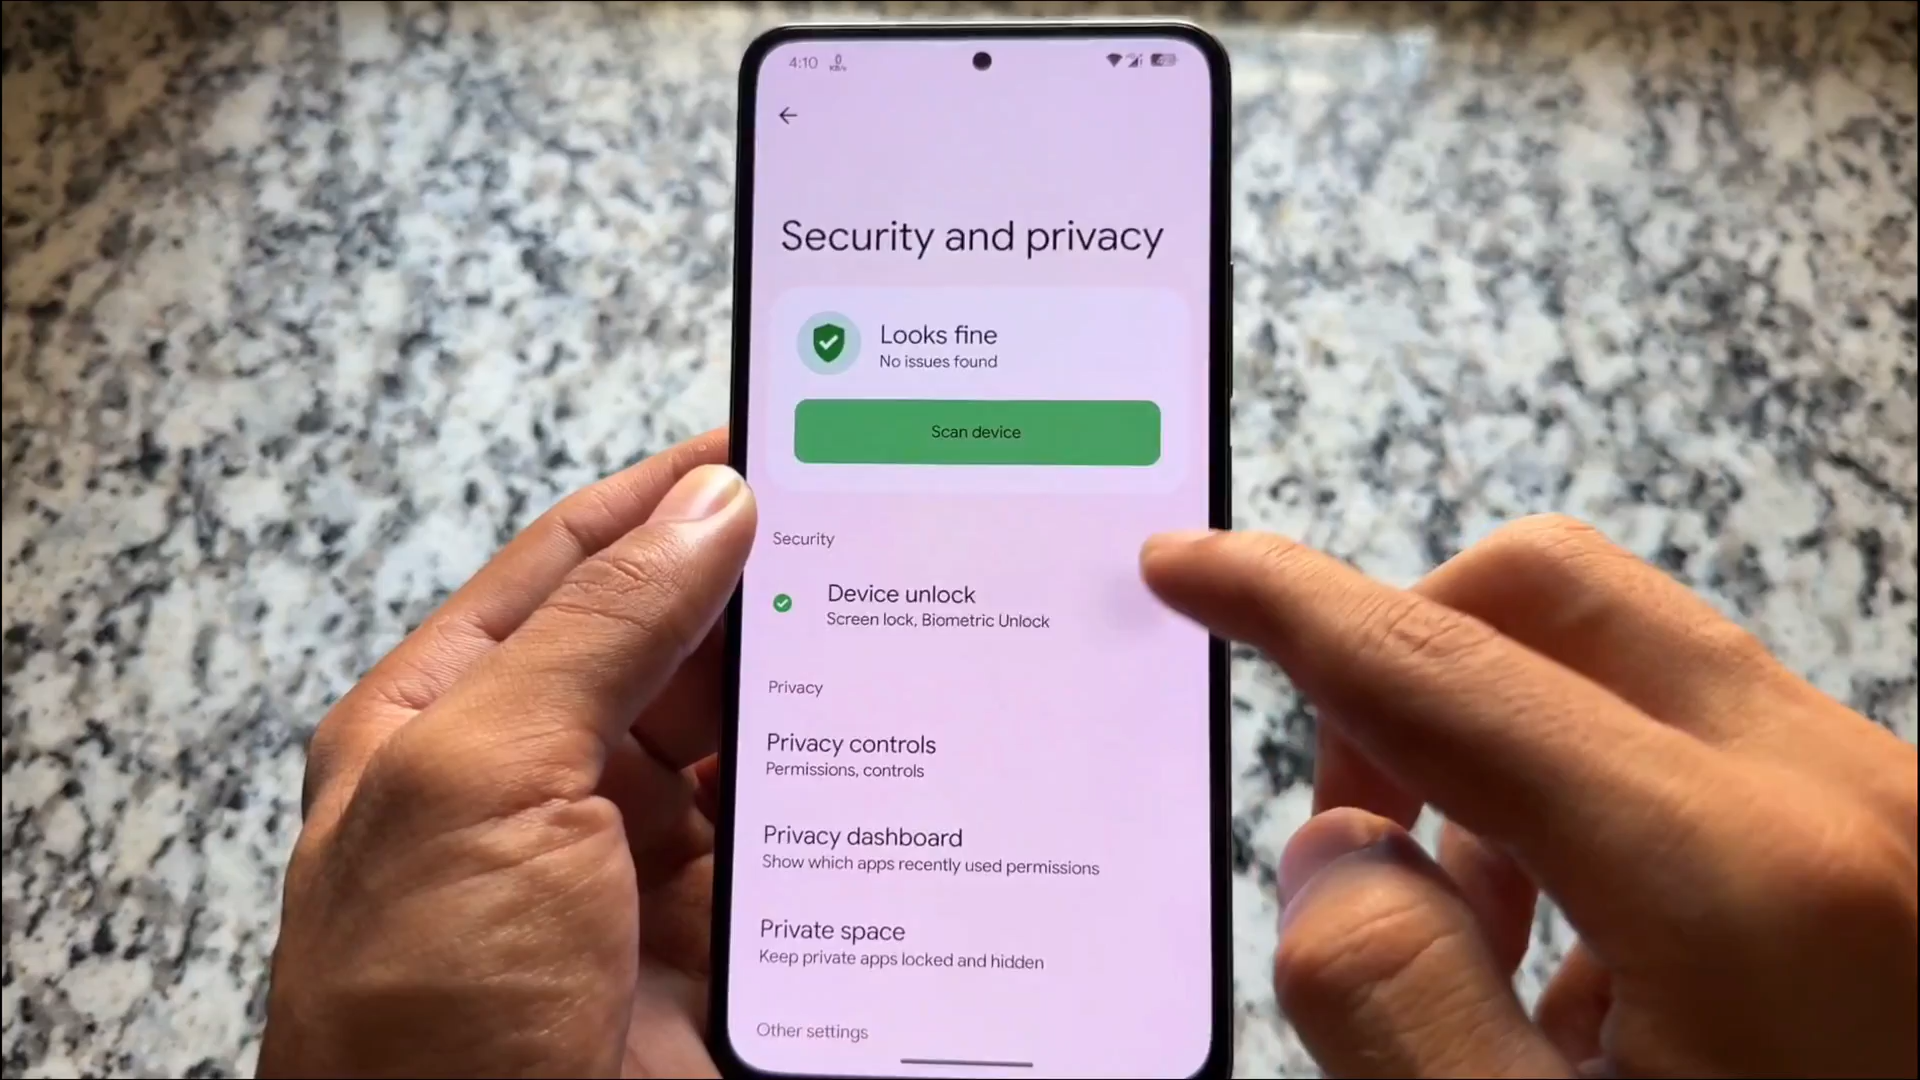 4:10
0
KB/s
Security and privacy
Looks fine
No issues found
Scan device
Security
Device unlock
Screen lock, Biometric Unlock
Privacy
Privacy controls
Permissions, controls
Privacy dashboard
Show which apps recently used permissions
Private space
Keep private apps locked and hidden
Other settings